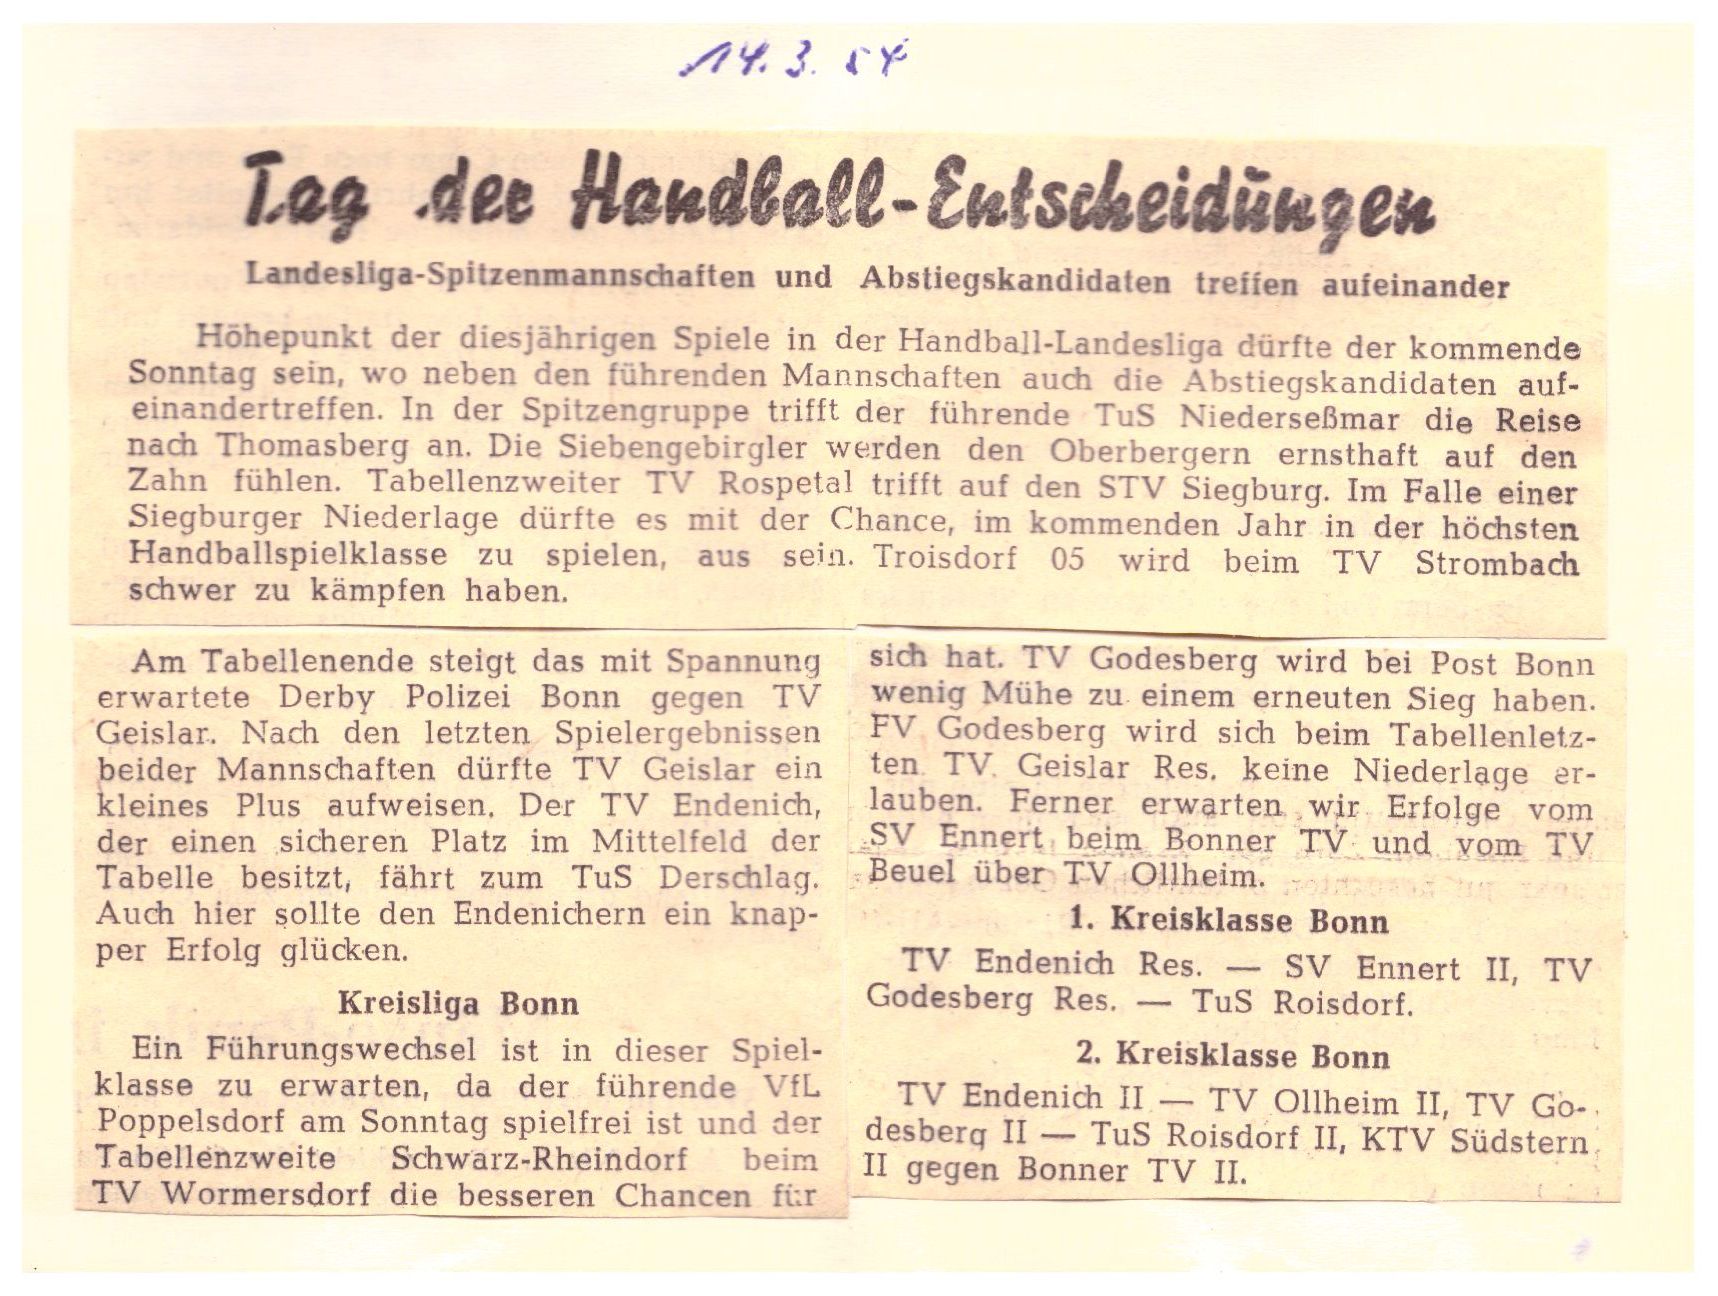 14. 3. 54
Tag der Handball-Entscheidungen
Landesliga-Spitzenmannschaften und Abstiegskandidaten treffen aufeinander
Höhepunkt der diesjährigen Spiele in der Handball-Landesliga dürfte der kommende
Sonntag sein, wo neben den führenden Mannschaften auch die Abstiegskandidaten auf-
einandertreffen. In der Spitzengruppe trifft der führende TuS Niederseßmar die Reise
nach Thomasberg an. Die Siebengebirgler werden den Oberbergern ernsthaft auf den
Zahn fühlen. Tabellenzweiter TV Rospetal trifft auf den STV Siegburg. Im Falle einer
Siegburger Niederlage dürfte es mit der Chance, im kommenden Jahr in der höchsten
Handballspielklasse zu spielen, aus sein. Troisdorf 05 wird beim TV Strombach
schwer zu kämpfen haben.
Am Tabellenende steigt das mit Spannung
erwartete Derby Polizei Bonn gegen TV
Geislar. Nach den letzten Spielergebnissen
beider Mannschaften dürfte TV Geislar ein
kleines Plus aufweisen. Der TV Endenich,
der einen sicheren Platz im Mittelfeld der
Tabelle besitzt, fährt zum TuS Derschlag.
Auch hier sollte den Endenichern ein knap-
per Erfolg glücken.
Kreisliga Bonn
Ein Führungswechsel ist in dieser Spiel-
klasse zu erwarten, da der führende VfL
Poppelsdorf am Sonntag spielfrei ist und der
Tabellenzweite Schwarz-Rheindorf beim
TV Wormersdorf die besseren Chancen für
sich hat. TV Godesberg wird bei Post Bonn
wenig Mühe zu einem erneuten Sieg haben.
FV Godesberg wird sich beim Tabellenletz-
ten TV Geislar Res. keine Niederlage er-
lauben. Ferner erwarten wir Erfolge vom
SV Ennert beim Bonner TV und vom TV
Beuel über TV Ollheim.
1. Kreisklasse Bonn
TV Endenich Res. — SV Ennert II, TV
Godesberg Res. — TuS Roisdorf.
2. Kreisklasse Bonn
TV Endenich II — TV Ollheim II, TV Go-
desberg II — TuS Roisdorf II, KTV Südstern
II gegen Bonner TV II.